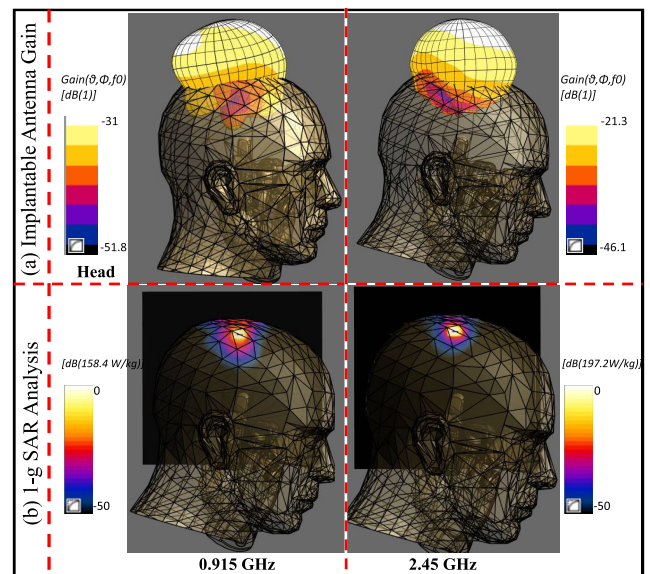 (a) Implantable Antenna Gain
Gain(ϑ,Φ,f0)
[dB(1)]
-31
-51.8
Head
Gain(ϑ,Φ,f0)
[dB(1)]
-21.3
-46.1
(b) 1-g SAR Analysis
[dB(158.4 W/kg)]
0
-50
[dB(197.2W/kg)]
0
-50
0.915 GHz
2.45 GHz